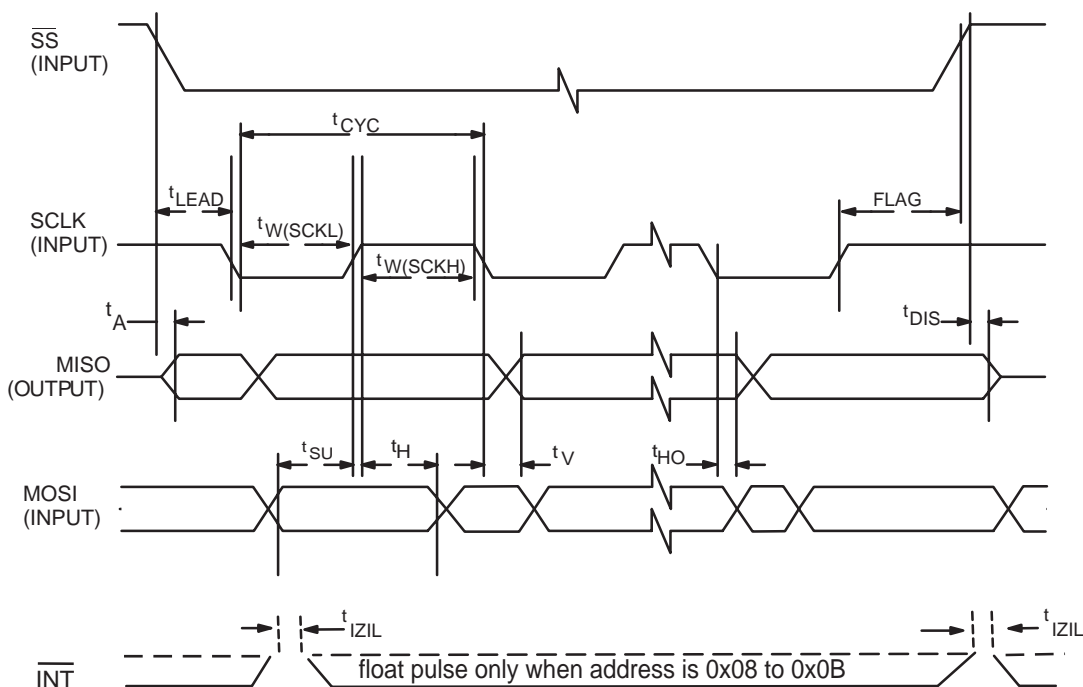 SS
(INPUT)
tCYC
tLEAD
FLAG
SCLK
(INPUT)
tW(SCKL)
tW(SCKH)
tA
tDIS
MISO
(OUTPUT)
tSU
tH
tV
tHO
MOSI
(INPUT)
tIZIL
tIZIL
INT
float pulse only when address is 0x08 to 0x0B